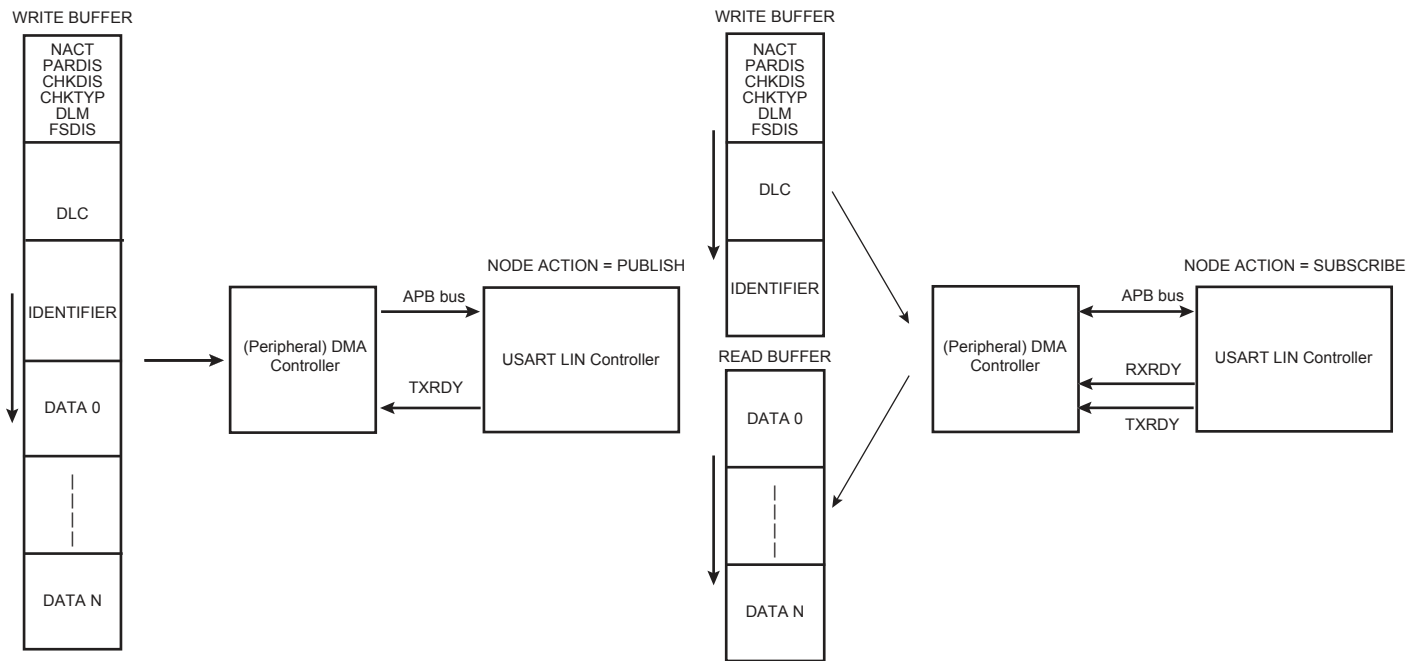 WRITE BUFFER
NACT
PARDIS
CHKDIS
CHKTYP
DLM
FSDIS
DLC
IDENTIFIER
DATA 0
DATA N
(Peripheral) DMA
Controller
APB bus
TXRDY
NODE ACTION = PUBLISH
USART LIN Controller
WRITE BUFFER
NACT
PARDIS
CHKDIS
CHKTYP
DLM
FSDIS
DLC
IDENTIFIER
READ BUFFER
DATA 0
DATA N
(Peripheral) DMA
Controller
APB bus
RXRDY
TXRDY
NODE ACTION = SUBSCRIBE
USART LIN Controller